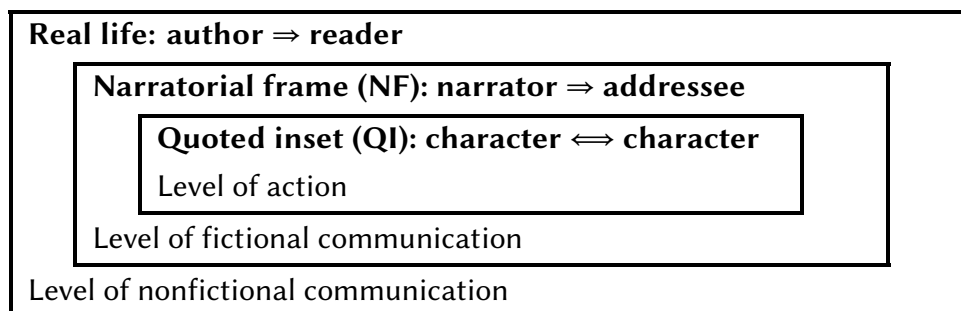 Real life: author ⇒ reader
Narratorial frame (NF): narrator ⇒ addressee
Quoted inset (QI): character ⟺ character
Level of action
Level of fictional communication
Level of nonfictional communication